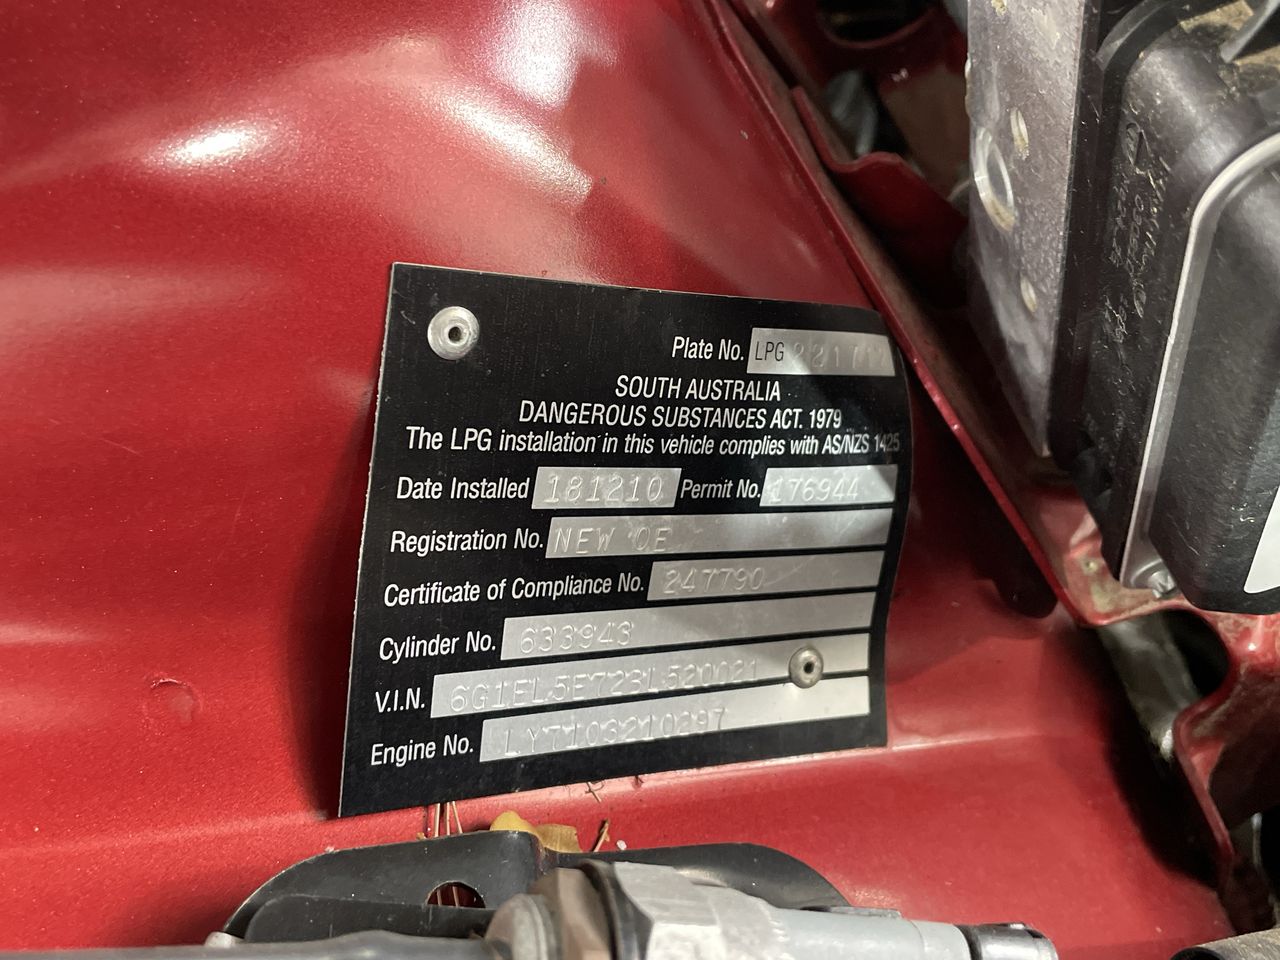 Plate No. LPG 221712
SOUTH AUSTRALIA
DANGEROUS SUBSTANCES ACT. 1979
The LPG installation in this vehicle complies with AS/NZS 1425
Date Installed 181210 Permit No. 176944
Registration No. NEW OE
Certificate of Compliance No. 247790
Cylinder No. 633943
V.I.N. 6G1EL5E723L520021
Engine No.